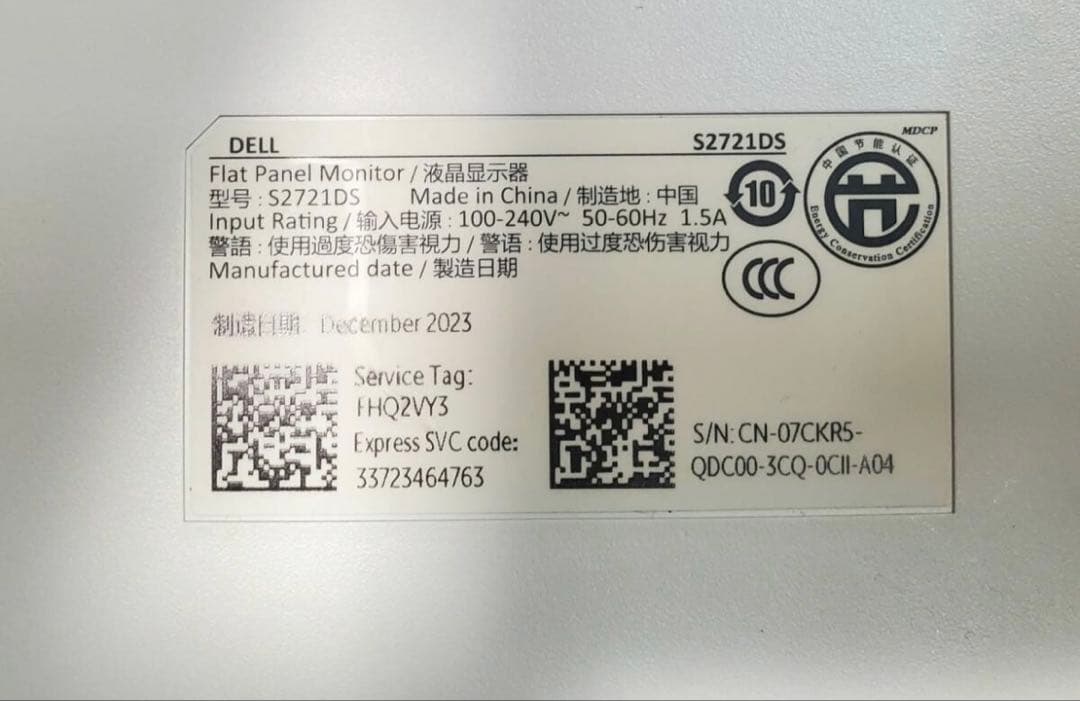 DELL S2721DS
MDCP
Flat Panel Monitor / 液晶显示器
型号 : S2721DS Made in China / 制造地 : 中国
Input Rating / 输入电源 : 100-240V~ 50-60Hz 1.5A
警語 : 使用過度恐傷害視力 / 警语 : 使用过度恐伤害视力
Manufactured date / 製造日期
10
中国节能认证
Energy Conservation Certification
CCC
制造日期: December 2023
Service Tag:
FHQ2VY3
Express SVC code:
33723464763
S/N: CN-07CKR5-
QDC00-3CQ-0CII-A04